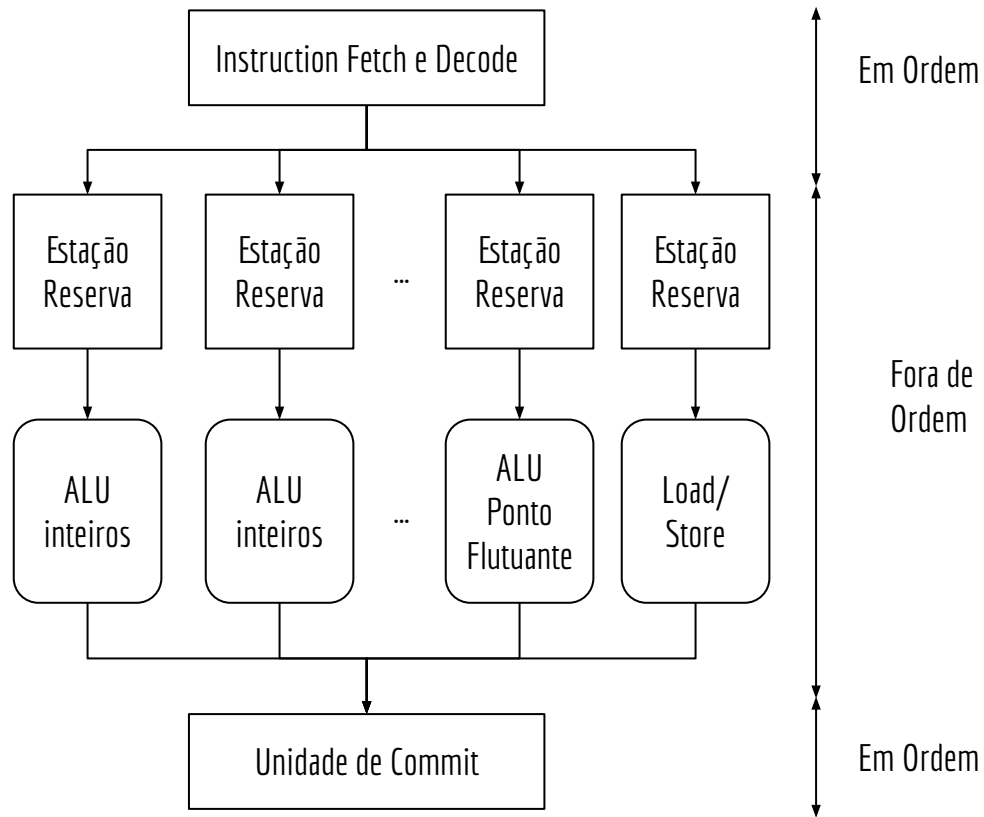 Instruction Fetch e Decode
Em Ordem
Estação
Reserva
Estação
Reserva
...
Estação
Reserva
Estação
Reserva
Fora de
Ordem
ALU
inteiros
ALU
inteiros
...
ALU
Ponto
Flutuante
Load/
Store
Unidade de Commit
Em Ordem